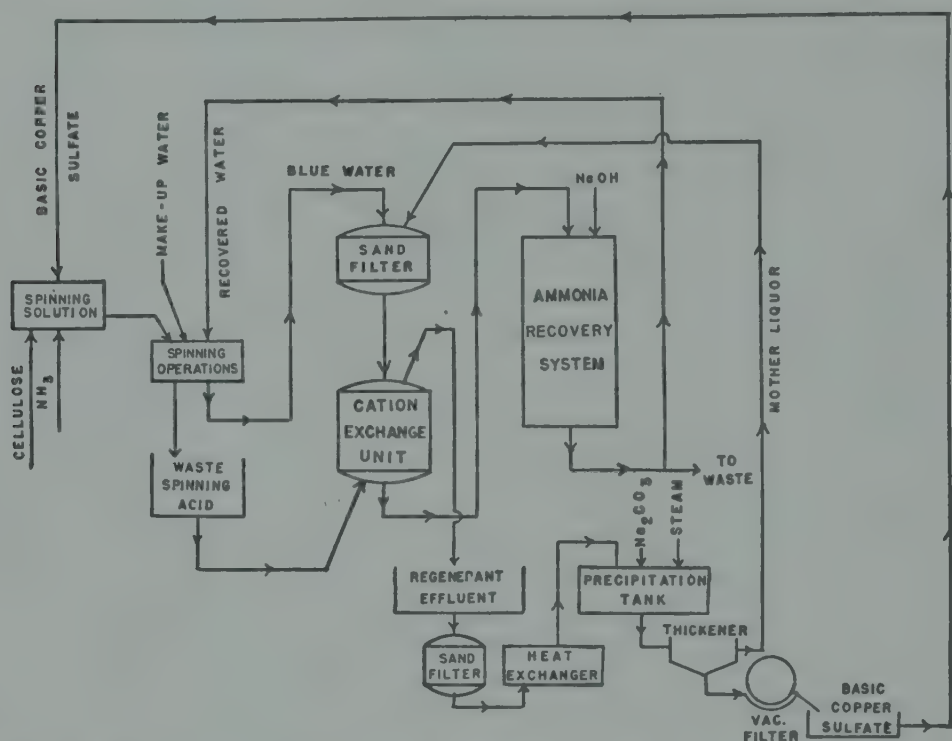 BASIC COPPER
SULFATE
MAKE-UP WATER
RECOVERED WATER
BLUE WATER
NaOH
SAND
FILTER
SPINNING
SOLUTION
AMMONIA
RECOVERY
SYSTEM
MOTHER LIQUOR
SPINNING
OPERATIONS
CELLULOSE
NH3
CATION
EXCHANGE
UNIT
WASTE
SPINNING
ACID
TO
WASTE
Na2CO3
STEAM
REGENERANT
EFFLUENT
PRECIPITATION
TANK
THICKENER
SAND
FILTER
HEAT
EXCHANGER
BASIC
COPPER
SULFATE
VAC.
FILTER